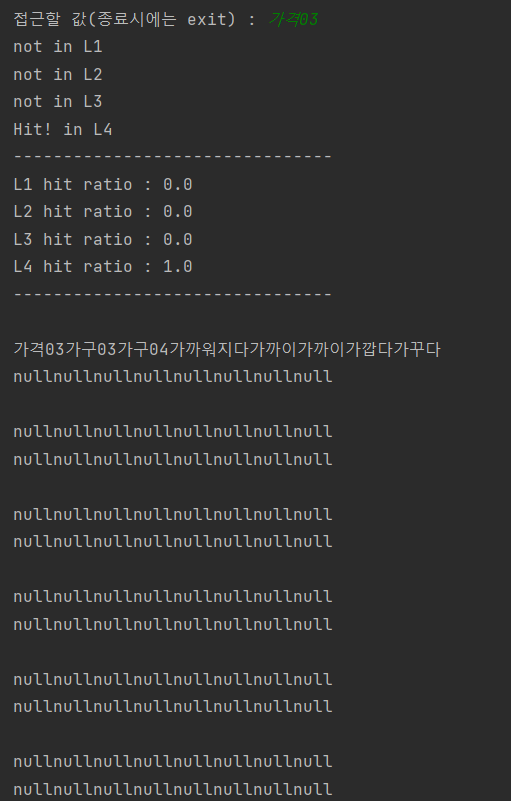 접근할 값(종료시에는 exit) : 가격03
not in L1
not in L2
not in L3
Hit! in L4
--------------------------------
L1 hit ratio : 0.0
L2 hit ratio : 0.0
L3 hit ratio : 0.0
L4 hit ratio : 1.0
--------------------------------
가격03가구03가구04가까워지다가까이가까이가깝다가꾸다
nullnullnullnullnullnullnullnull
nullnullnullnullnullnullnullnull
nullnullnullnullnullnullnullnull
nullnullnullnullnullnullnullnull
nullnullnullnullnullnullnullnull
nullnullnullnullnullnullnullnull
nullnullnullnullnullnullnullnull
nullnullnullnullnullnullnullnull
nullnullnullnullnullnullnullnull
nullnullnullnullnullnullnullnull
nullnullnullnullnullnullnullnull